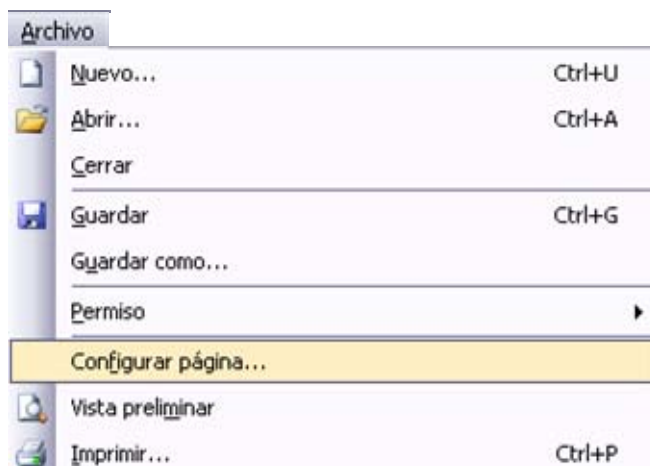 Archivo
Nuevo... Ctrl+U
Abrir... Ctrl+A
Cerrar
Guardar Ctrl+G
Guardar como...
Permiso
Configurar página...
Vista preliminar
Imprimir... Ctrl+P